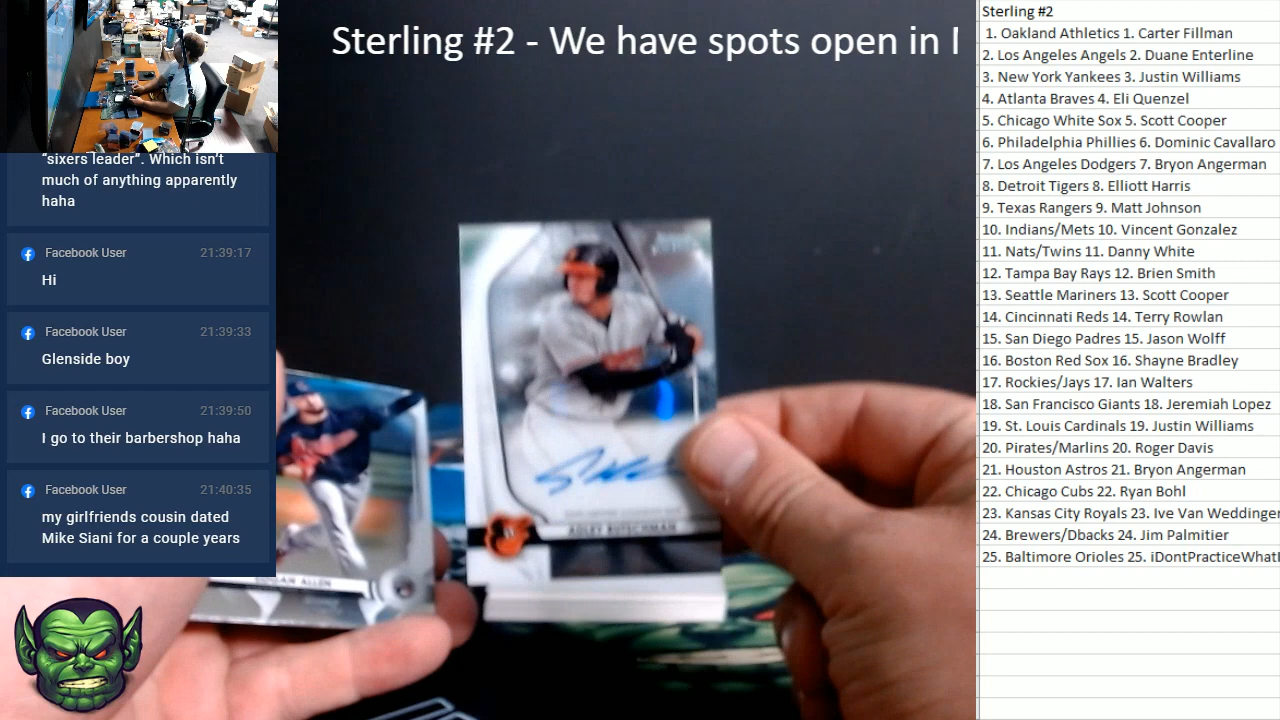 Sterling #2 - We have spots open in
"sixers leader". Which isn't
much of anything apparently
haha
Facebook User 21:39:17
Hi
Facebook User 21:39:33
Glenside boy
Facebook User 21:39:50
I go to their barbershop haha
Facebook User 21:40:35
my girlfriends cousin dated
Mike Siani for a couple years
ADLEY RUTSCHMAN
LOGAN ALLEN
Sterling #2
1. Oakland Athletics 1. Carter Fillman
2. Los Angeles Angels 2. Duane Enterline
3. New York Yankees 3. Justin Williams
4. Atlanta Braves 4. Eli Quenzel
5. Chicago White Sox 5. Scott Cooper
6. Philadelphia Phillies 6. Dominic Cavallaro
7. Los Angeles Dodgers 7. Bryon Angerman
8. Detroit Tigers 8. Elliott Harris
9. Texas Rangers 9. Matt Johnson
10. Indians/Mets 10. Vincent Gonzalez
11. Nats/Twins 11. Danny White
12. Tampa Bay Rays 12. Brien Smith
13. Seattle Mariners 13. Scott Cooper
14. Cincinnati Reds 14. Terry Rowlan
15. San Diego Padres 15. Jason Wolff
16. Boston Red Sox 16. Shayne Bradley
17. Rockies/Jays 17. Ian Walters
18. San Francisco Giants 18. Jeremiah Lopez
19. St. Louis Cardinals 19. Justin Williams
20. Pirates/Marlins 20. Roger Davis
21. Houston Astros 21. Bryon Angerman
22. Chicago Cubs 22. Ryan Bohl
23. Kansas City Royals 23. Ive Van Weddinger
24. Brewers/Dbacks 24. Jim Palmitier
25. Baltimore Orioles 25. iDontPracticeWhat